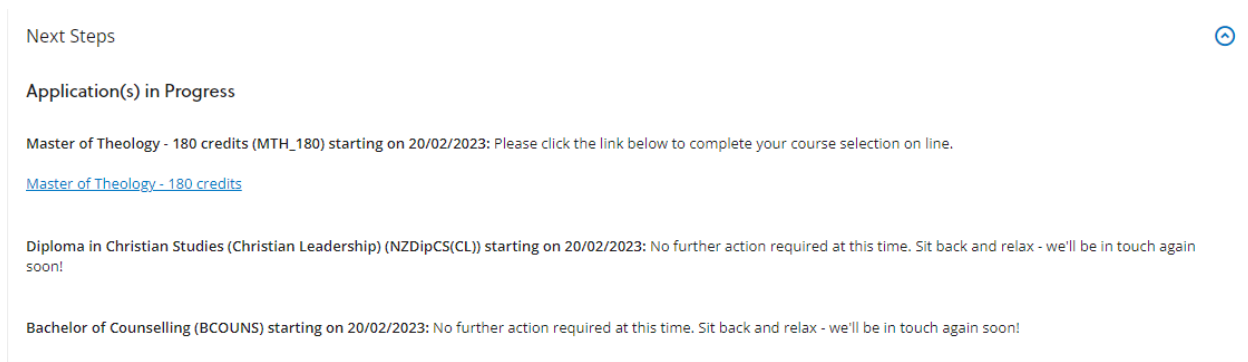 Next Steps
Application(s) in Progress
Master of Theology - 180 credits (MTH_180) starting on 20/02/2023: Please click the link below to complete your course selection on line.
Master of Theology - 180 credits
Diploma in Christian Studies (Christian Leadership) (NZDipCS(CL)) starting on 20/02/2023: No further action required at this time. Sit back and relax - we'll be in touch again
soon!
Bachelor of Counselling (BCOUNS) starting on 20/02/2023: No further action required at this time. Sit back and relax - we'll be in touch again soon!